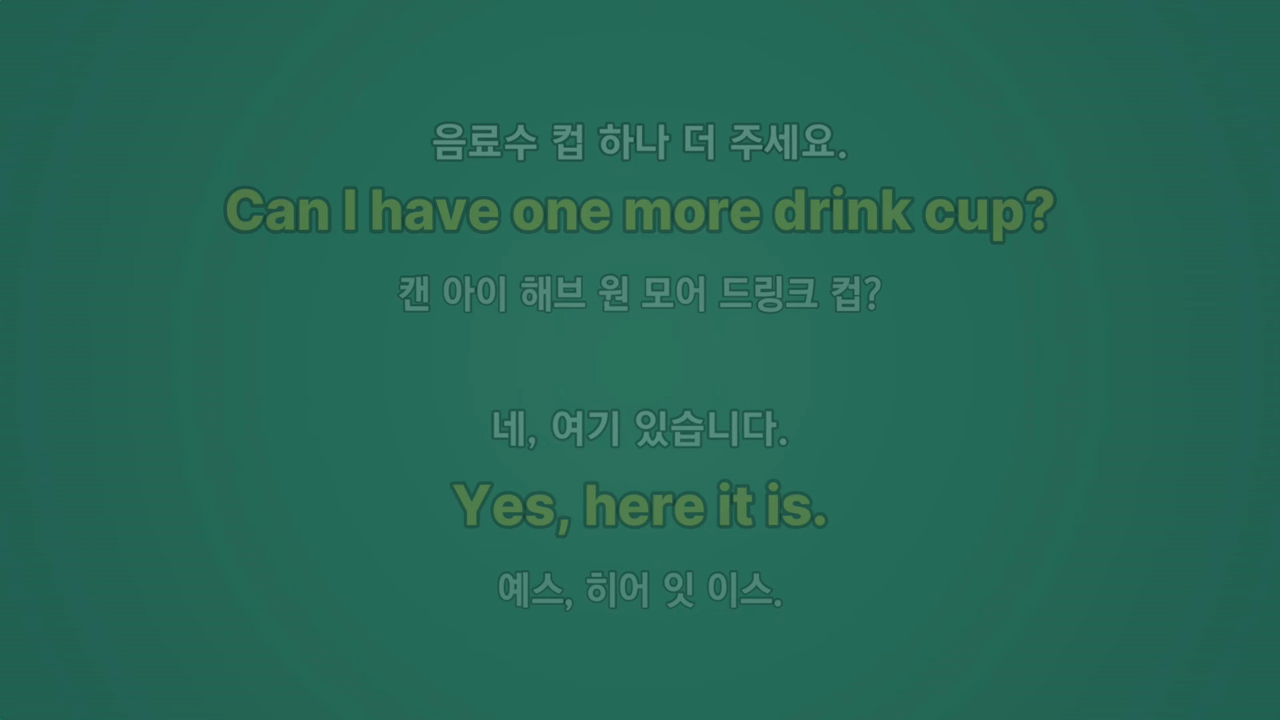 음료수 컵 하나 더 주세요.
Can I have one more drink cup?
캔 아이 해브 원 모어 드링크 컵?
네, 여기 있습니다.
Yes, here it is.
예스, 히어 잇 이스.